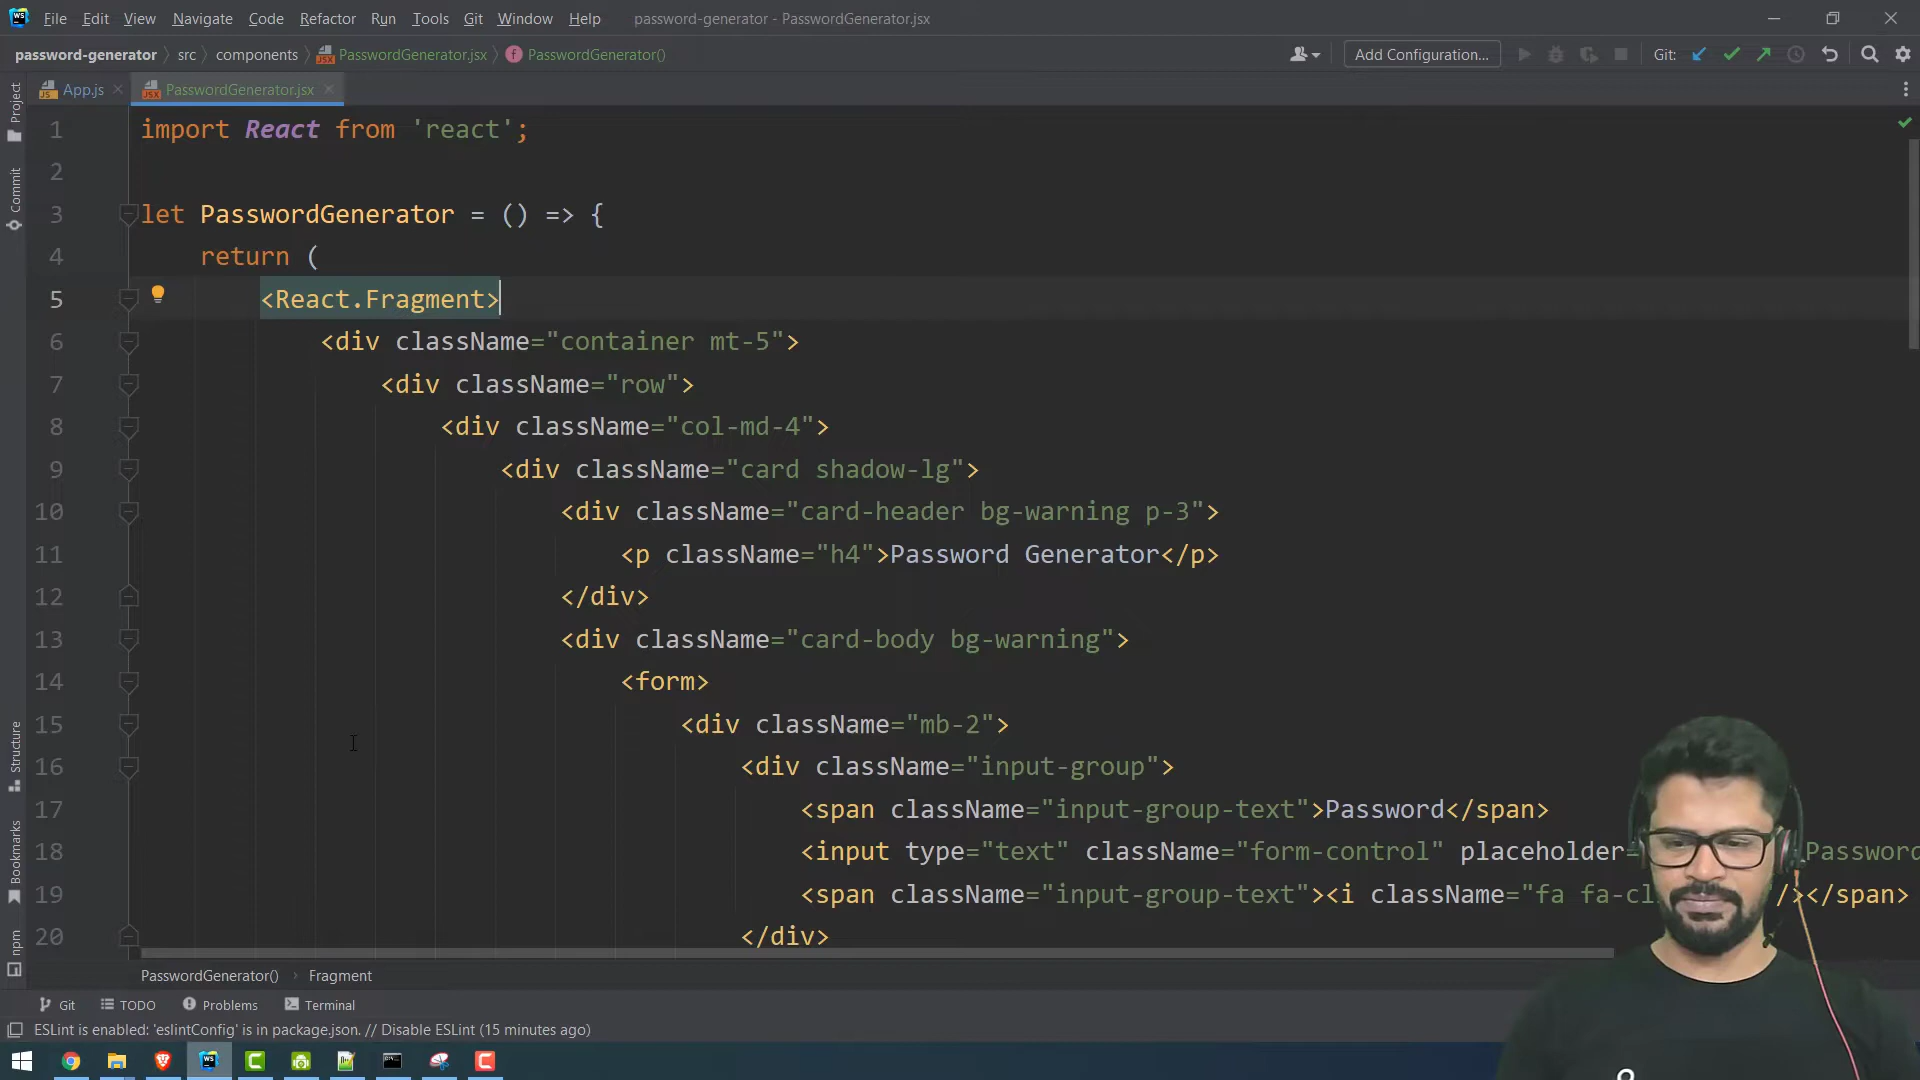 WS File Edit View Navigate Code Refactor Run Tools Git Window Help password-generator - PasswordGenerator.jsx
password-generator src components PasswordGenerator.jsx PasswordGenerator() Add Configuration... Git:
App.js PasswordGenerator.jsx
Project
Commit
Structure
Bookmarks
npm
1 import React from 'react';
2
3 let PasswordGenerator = () => {
4 return (
5 <React.Fragment>
6 <div className="container mt-5">
7 <div className="row">
8 <div className="col-md-4">
9 <div className="card shadow-lg">
10 <div className="card-header bg-warning p-3">
11 <p className="h4">Password Generator</p>
12 </div>
13 <div className="card-body bg-warning">
14 <form>
15 <div className="mb-2">
16 <div className="input-group">
17 <span className="input-group-text">Password</span>
18 <input type="text" className="form-control" placeholder= Password
19 <span className="input-group-text"><i className="fa fa-cl /></span>
20 </div>
PasswordGenerator() Fragment
Git TODO Problems Terminal
ESLint is enabled: 'eslintConfig' is in package.json. // Disable ESLint (15 minutes ago)